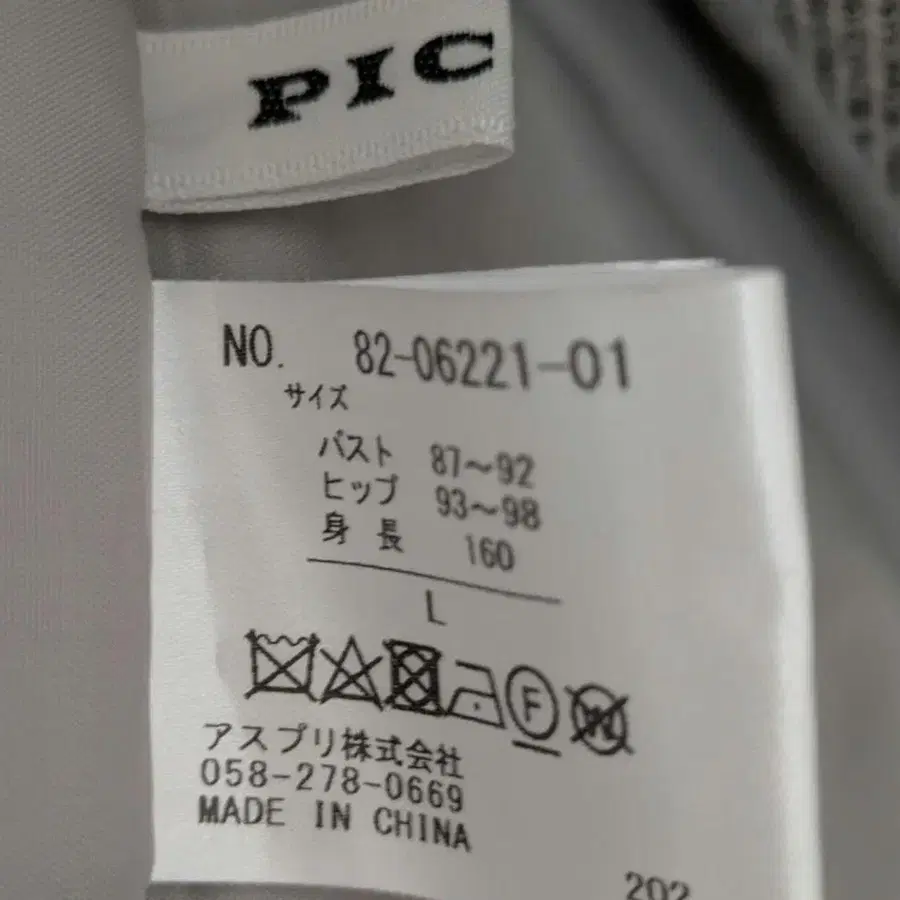 PIC
NO. 82-06221-01
サイズ
バスト 87~92
ヒップ 93~98
身長 160
L
F
W
アスプリ株式会社
058-278-0669
MADE IN CHINA
202